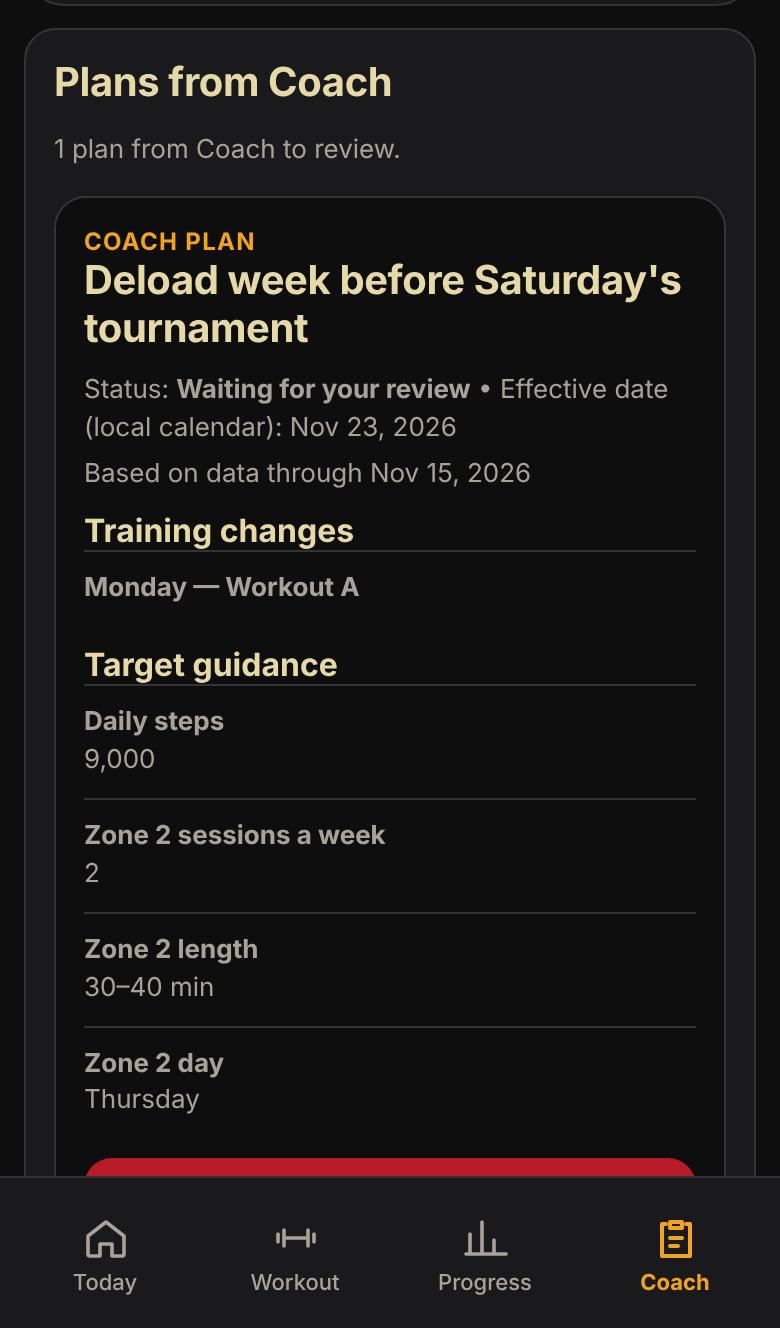 Plans from Coach
1 plan from Coach to review.
COACH PLAN
Deload week before Saturday's
tournament
Status: Waiting for your review • Effective date
(local calendar): Nov 23, 2026
Based on data through Nov 15, 2026
Training changes
Monday — Workout A
Target guidance
Daily steps
9,000
Zone 2 sessions a week
2
Zone 2 length
30–40 min
Zone 2 day
Thursday
Today
Workout
Progress
Coach